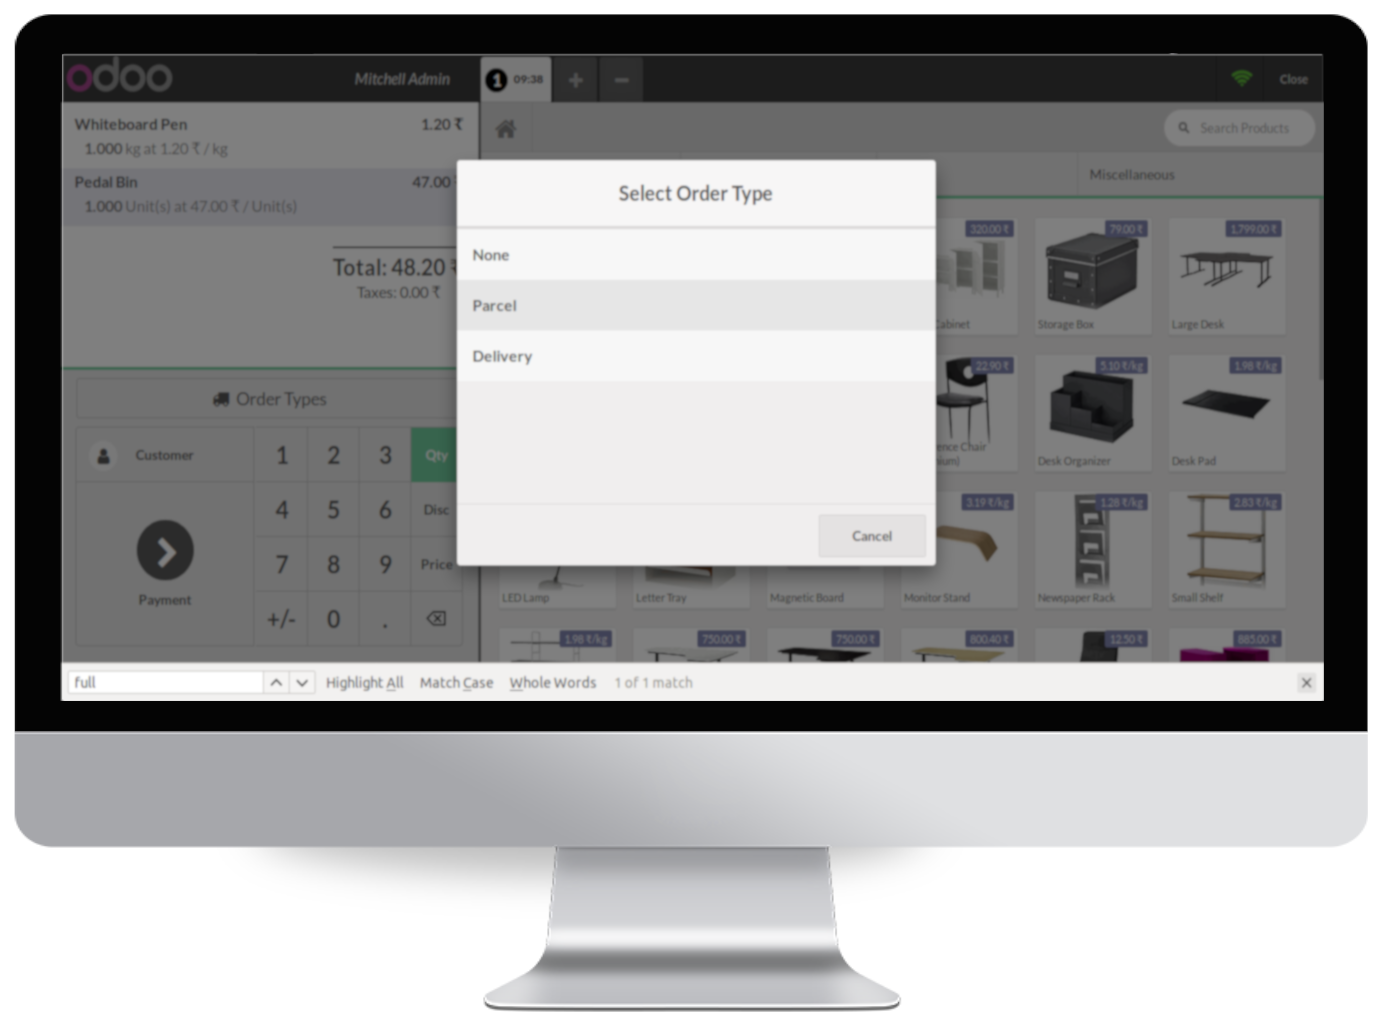 odoo
Mitchell Admin
1 09:38 + −
Close
Whiteboard Pen 1.20 ₹
1.000 kg at 1.20 ₹ / kg
Pedal Bin 47.00
1.000 Unit(s) at 47.00 ₹ / Unit(s)
Total: 48.20 ₹
Taxes: 0.00 ₹
Order Types
Customer 1 2 3 Qty
4 5 6 Disc
7 8 9 Price
Payment
+/- 0 .
Search Products
Miscellaneous
Select Order Type
None
Parcel
Delivery
Cancel
320.00 ₹ 79.00 ₹ 1,799.00 ₹
Cabinet Storage Box Large Desk
22.90 ₹ 5.10 ₹/kg 1.98 ₹/kg
Chair
Desk Organizer Desk Pad
3.19 ₹/kg 1.28 ₹/kg 2.83 ₹/kg
LED Lamp Letter Tray Magnetic Board Monitor Stand Newspaper Rack Small Shelf
1.98 ₹/kg 750.00 ₹ 750.00 ₹ 800.40 ₹ 12.50 ₹ 885.00 ₹
full Highlight All Match Case Whole Words 1 of 1 match